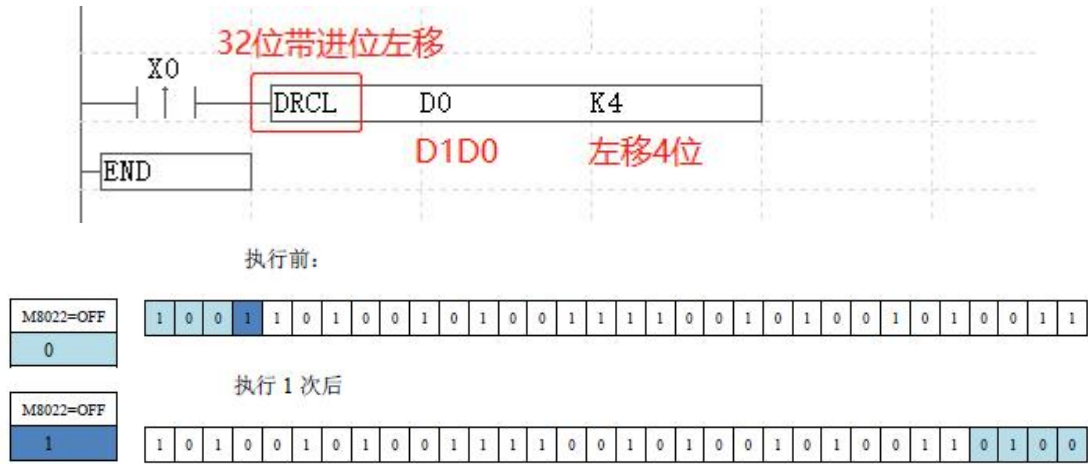 32位带进位左移
X0
DRCL D0 K4
D1D0 左移4位
END
执行前：
M8022=OFF
0
1 0 0 1 1 0 1 0 0 1 0 1 0 0 1 1 1 1 0 0 1 0 1 0 0 1 0 1 0 0 1 1
执行 1 次后
M8022=OFF
1
1 0 1 0 0 1 0 1 0 0 1 1 1 1 0 0 1 0 1 0 0 1 0 1 0 0 1 1 0 1 0 0